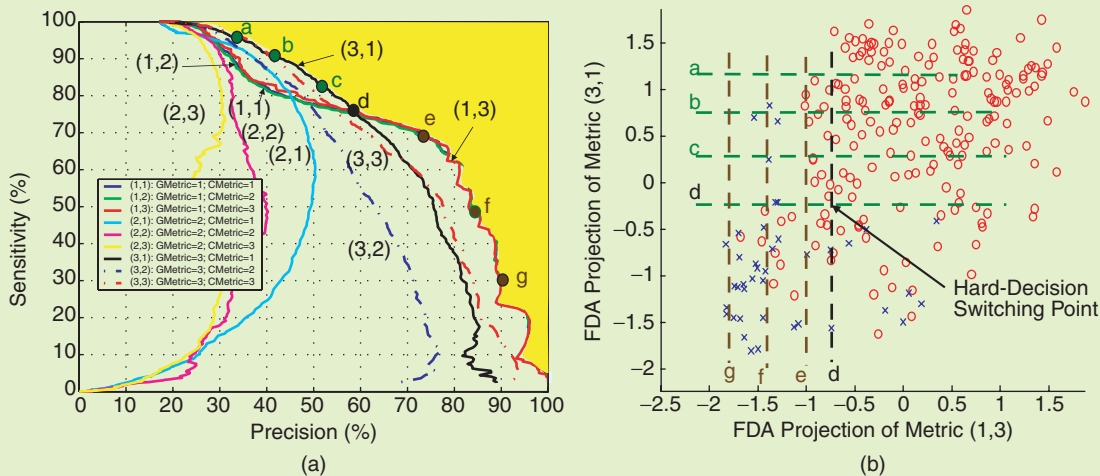 100
90
80
70
60
50
40
30
20
10
0
Sensitivity (%)
0 10 20 30 40 50 60 70 80 90 100
Precision (%)
(a)
a
b
c
d
e
f
g
(3,1)
(1,2)
(1,1)
(1,3)
(2,3)
(2,2)
(2,1)
(3,3)
(3,2)
(1,1): GMetric=1; CMetric=1
(1,2): GMetric=1; CMetric=2
(1,3): GMetric=1; CMetric=3
(2,1): GMetric=2; CMetric=1
(2,2): GMetric=2; CMetric=2
(2,3): GMetric=2; CMetric=3
(3,1): GMetric=3; CMetric=1
(3,2): GMetric=3; CMetric=2
(3,3): GMetric=3; CMetric=3
1.5
1
0.5
0
−0.5
−1
−1.5
−2
FDA Projection of Metric (3,1)
a
b
c
d
g f e d
Hard-Decision
Switching Point
−2.5 −2 −1.5 −1 −0.5 0 0.5 1 1.5
FDA Projection of Metric (1,3)
(b)